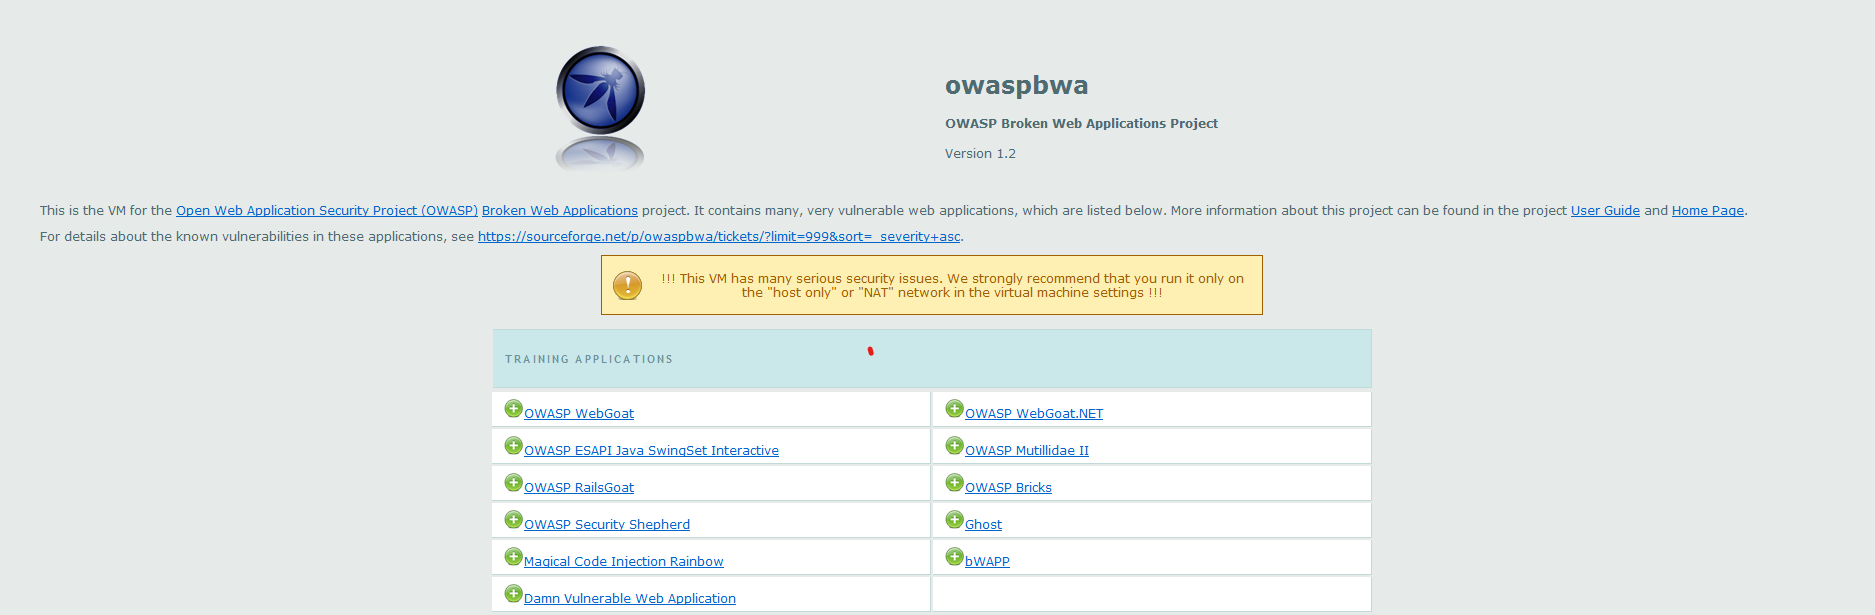 owaspbwa
OWASP Broken Web Applications Project
Version 1.2
This is the VM for the Open Web Application Security Project (OWASP) Broken Web Applications project. It contains many, very vulnerable web applications, which are listed below. More information about this project can be found in the project User Guide and Home Page.
For details about the known vulnerabilities in these applications, see https://sourceforge.net/p/owaspbwa/tickets/?limit=999&sort=_severity+asc.
!!! This VM has many serious security issues. We strongly recommend that you run it only on
the "host only" or "NAT" network in the virtual machine settings !!!
TRAINING APPLICATIONS
OWASP WebGoat
OWASP WebGoat.NET
OWASP ESAPI Java SwingSet Interactive
OWASP Mutillidae II
OWASP RailsGoat
OWASP Bricks
OWASP Security Shepherd
Ghost
Magical Code Injection Rainbow
bWAPP
Damn Vulnerable Web Application